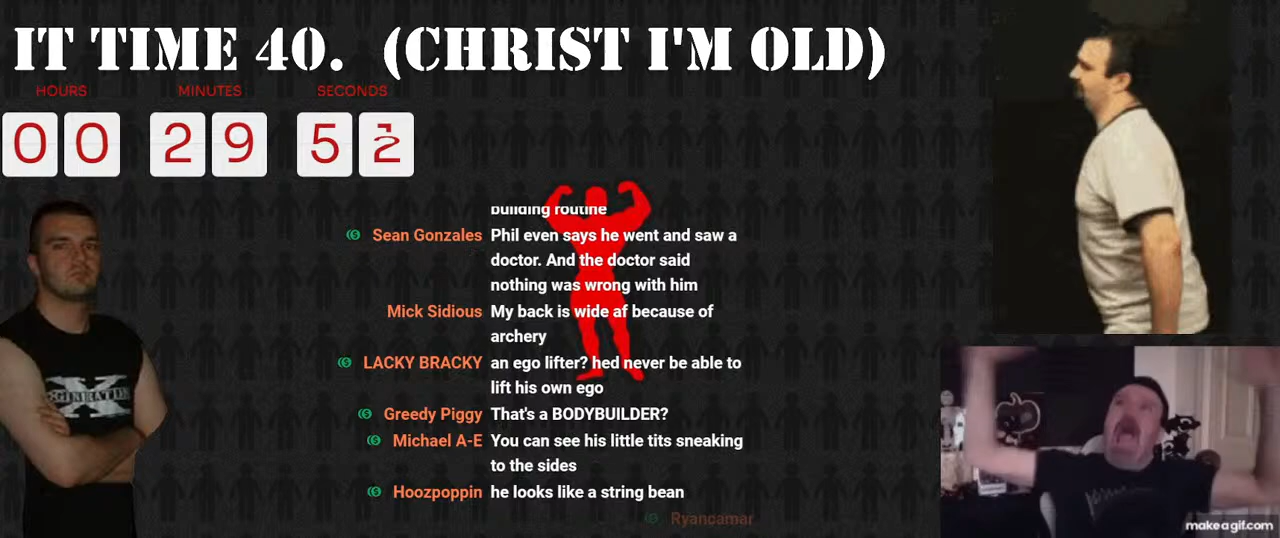 IT TIME 40. (CHRIST I'M OLD)
HOURS MINUTES SECONDS
00 29 52
building routine
Sean Gonzales Phil even says he went and saw a
doctor. And the doctor said
nothing was wrong with him
Mick Sidious My back is wide af because of
archery
LACKY BRACKY an ego lifter? hed never be able to
lift his own ego
Greedy Piggy That's a BODYBUILDER?
Michael A-E You can see his little tits sneaking
to the sides
Hoozpoppin he looks like a string bean
Ryancamar
X
makeagif.com